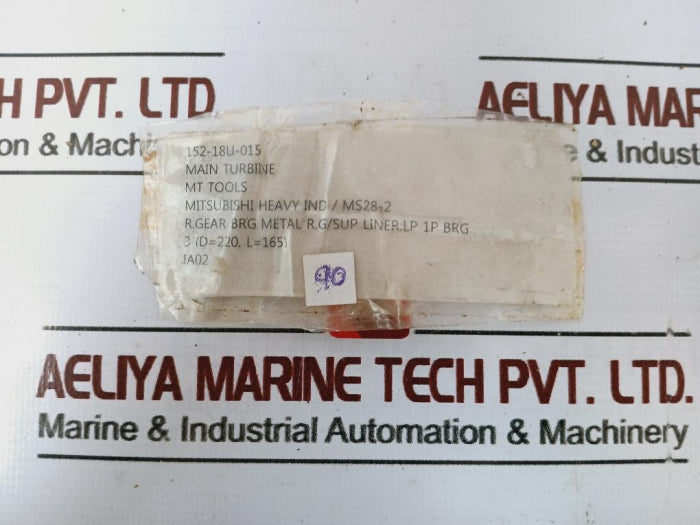 H PVT. LTD
on & Mach
AELIYA MAR
& Indust
152-18U-015
MAIN TURBINE
MT TOOLS
MITSUBISHI HEAVY IND / MS28-2
R.GEAR BRG METAL R.G/SUP LINER:LP 1P BRG
3 (D=220, L=165)
IA02
90
AELIYA MARINE TECH PVT. LTD.
Marine & Industrial Automation & Machinery